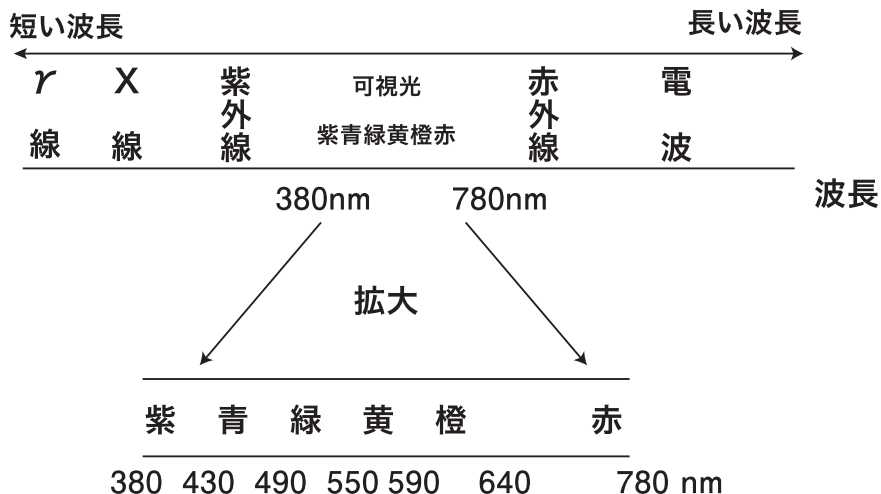 短い波長
長い波長
γ線
X線
紫外線
可視光
紫青緑黄橙赤
赤外線
電波
380nm
780nm
波長
拡大
紫 青 緑 黄 橙 赤
380 430 490 550 590 640 780 nm